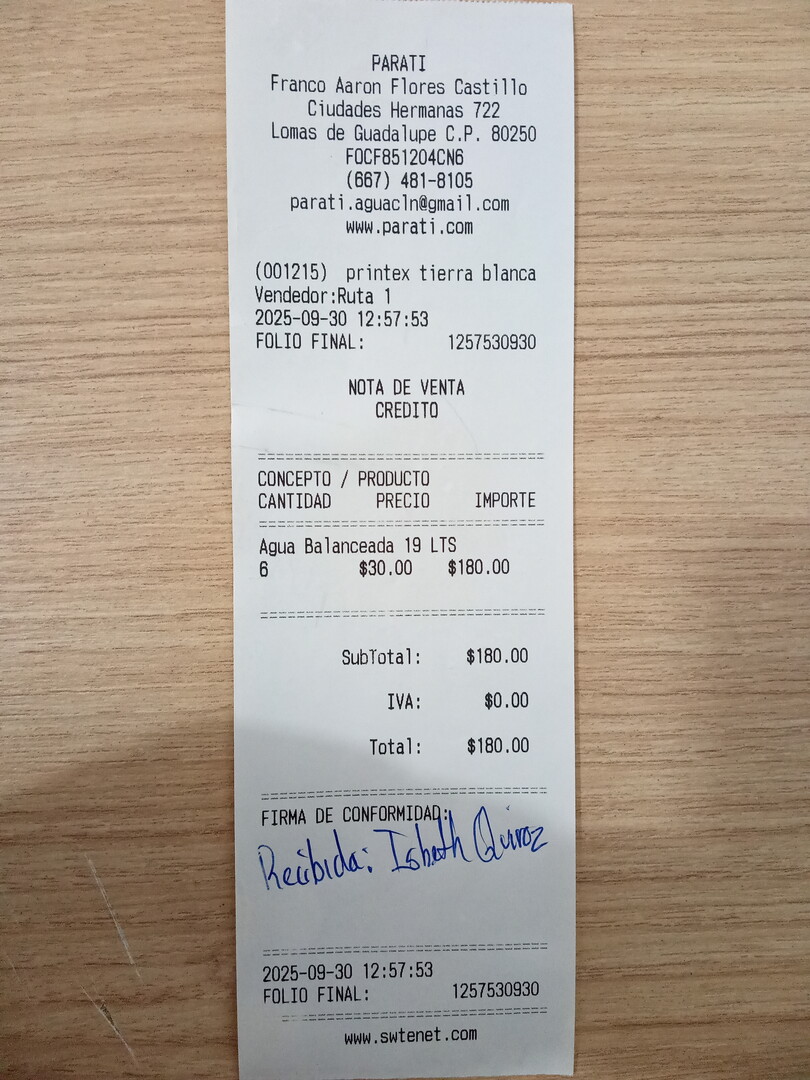 PARATI
Franco Aaron Flores Castillo
Ciudades Hermanas 722
Lomas de Guadalupe C.P. 80250
FOCF851204CN6
(667) 481-8105
parati.aguacln@gmail.com
www.parati.com
(001215) printex tierra blanca
Vendedor:Ruta 1
2025-09-30 12:57:53
FOLIO FINAL: 1257530930
NOTA DE VENTA
CREDITO
CONCEPTO / PRODUCTO
CANTIDAD PRECIO IMPORTE
Agua Balanceada 19 LTS
6 $30.00 $180.00
SubTotal: $180.00
IVA: $0.00
Total: $180.00
FIRMA DE CONFORMIDAD:
Recibida: Isbeth Quiroz
2025-09-30 12:57:53
FOLIO FINAL: 1257530930
www.swtenet.com